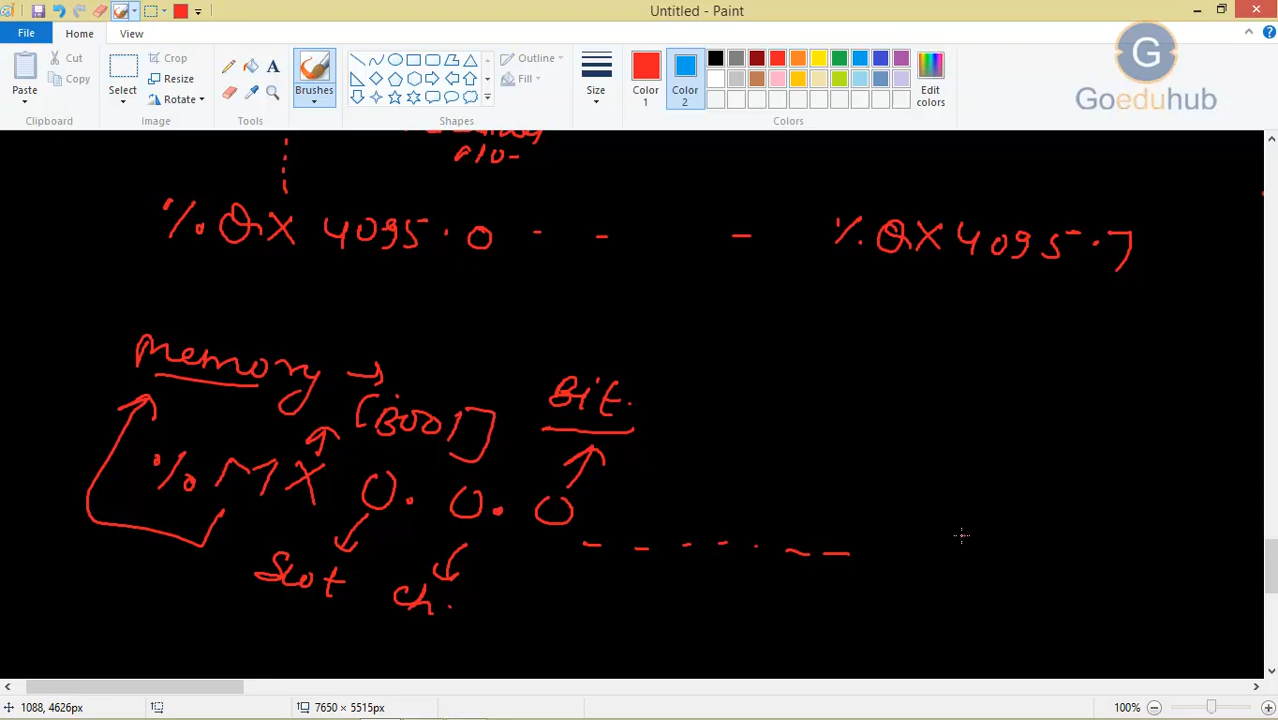 Untitled - Paint
File Home View
Goeduhub
Paste Cut Copy
Select Crop Resize Rotate
Brushes
Outline Fill
Size Color 1 Color 2 Edit colors
Clipboard Image Tools Shapes Colors
%QX 4095.0 - - - %QX4095.7
Memory → [Bool] Bit.
%MX 0.0.0
- - - - - - -
Slot Ch.
1088, 4626px 7650 × 5515px 100%